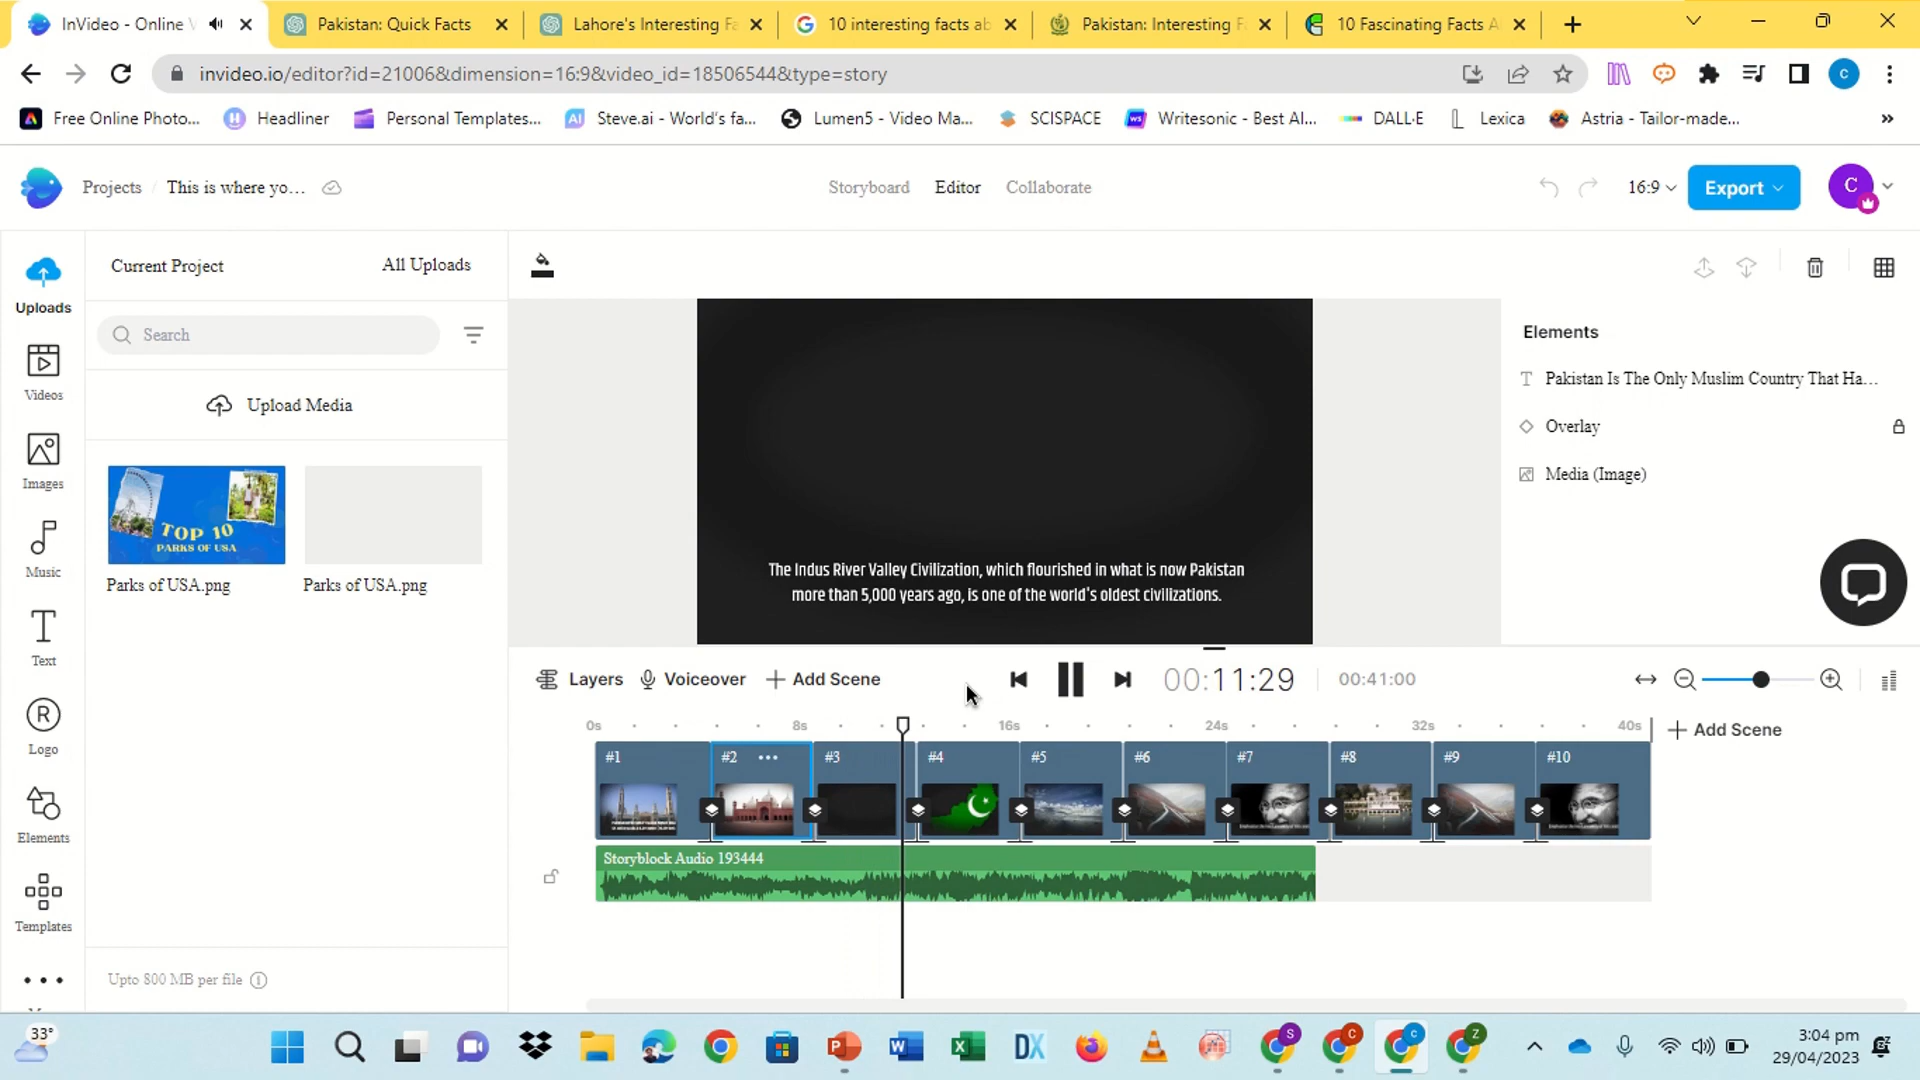 InVideo - Online V
Pakistan: Quick Facts
Lahore's Interesting Fa
10 interesting facts ab
Pakistan: Interesting F
10 Fascinating Facts A
invideo.io/editor?id=21006&dimension=16:9&video_id=18506544&type=story
C
Free Online Photo...
Headliner
Personal Templates...
AI
Steve.ai - World's fa...
Lumen5 - Video Ma...
SCISPACE
ws
Writesonic - Best AI...
DALL·E
Lexica
Astria - Tailor-made...
Projects / This is where yo...
Storyboard
Editor
Collaborate
16:9
Export
C
Uploads
Videos
Images
Music
Text
R
Logo
Elements
Templates
Current Project
All Uploads
Search
Upload Media
TOP 10
PARKS OF USA
Parks of USA.png
Parks of USA.png
Upto 800 MB per file
The Indus River Valley Civilization, which flourished in what is now Pakistan
more than 5,000 years ago, is one of the world's oldest civilizations.
Elements
Pakistan Is The Only Muslim Country That Ha...
Overlay
Media (Image)
Layers
Voiceover
+ Add Scene
00:11:29
00:41:00
0s
8s
16s
24s
32s
40s
+ Add Scene
#1
#2
#3
#4
#5
#6
#7
#8
#9
#10
Storyblock Audio 193444
33°
P
W
X
DX
S
C
C
Z
3:04 pm
29/04/2023